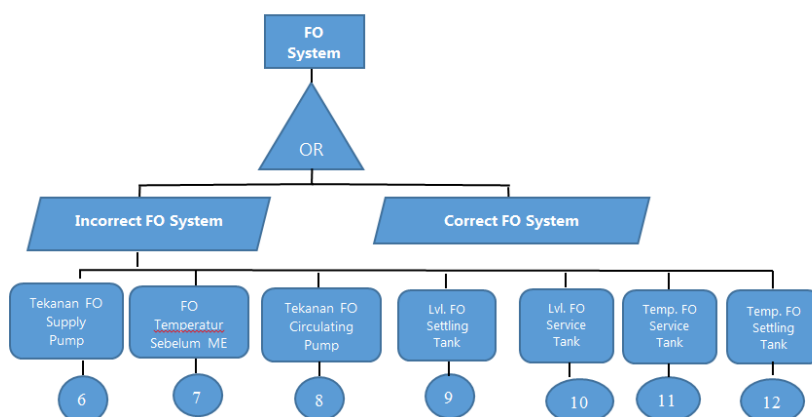 FO
System
OR
Incorrect FO System
Correct FO System
Tekanan FO
Supply
Pump
FO
Temperatur
Sebelum ME
Tekanan FO
Circulating
Pump
Lvl. FO
Settling
Tank
Lvl. FO
Service
Tank
Temp. FO
Service
Tank
Temp. FO
Settling
Tank
6
7
8
9
10
11
12